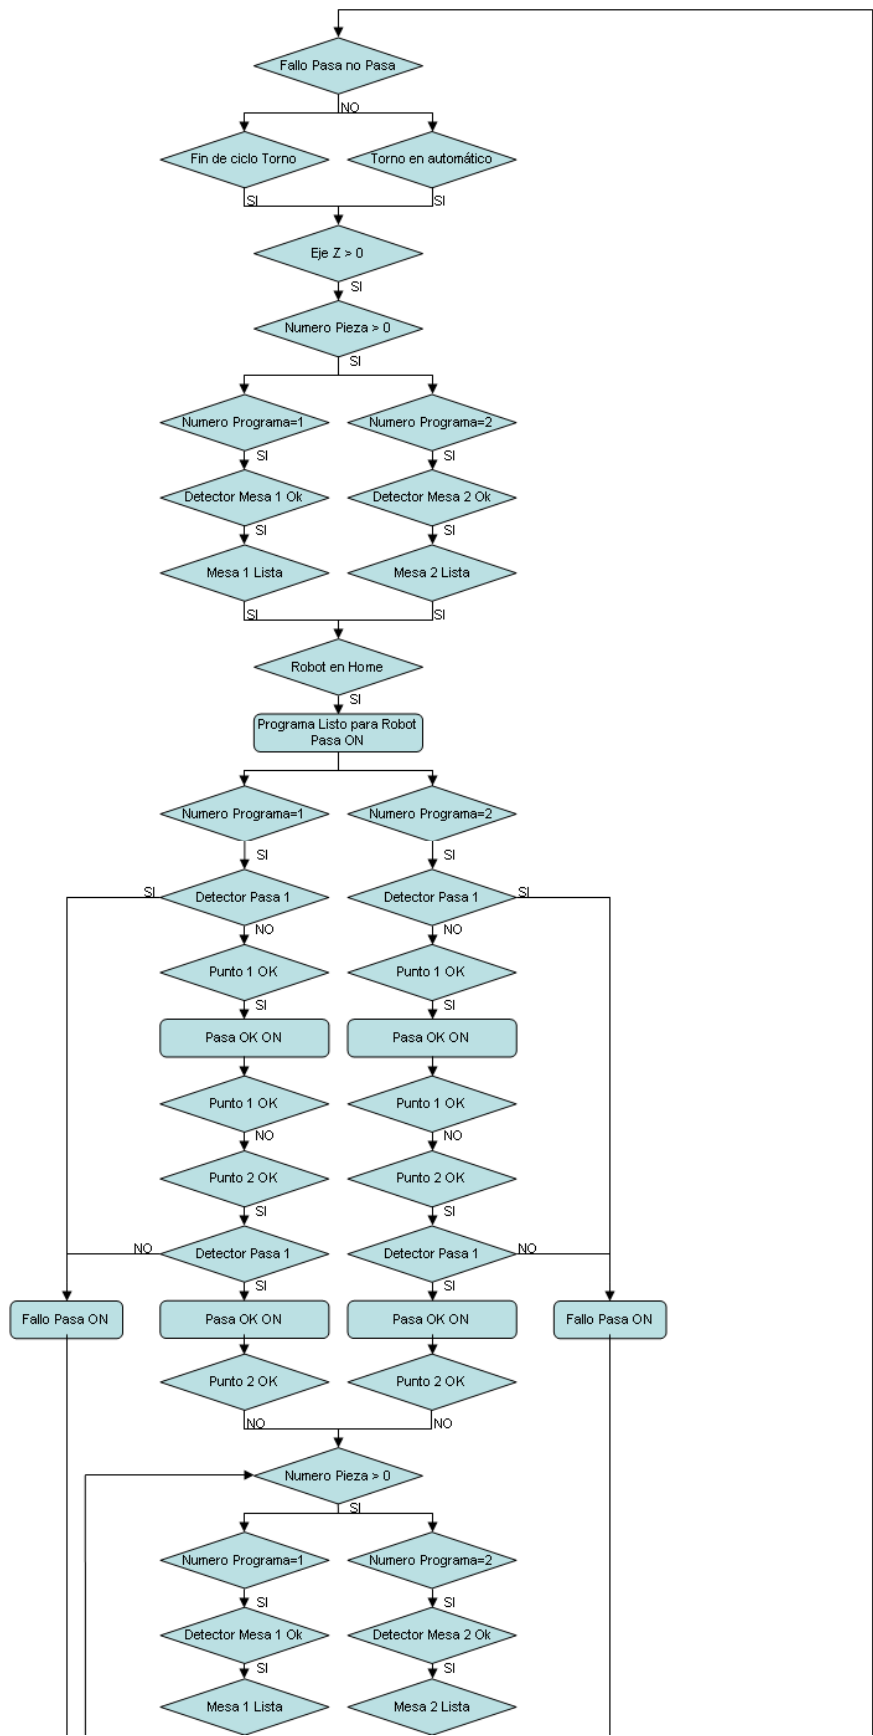 Fallo Pasa no Pasa
NO
Fin de ciclo Torno
Torno en automático
SI
SI
Eje Z > 0
SI
Numero Pieza > 0
SI
Numero Programa=1
Numero Programa=2
SI
SI
Detector Mesa 1 Ok
Detector Mesa 2 Ok
SI
SI
Mesa 1 Lista
Mesa 2 Lista
SI
SI
Robot en Home
SI
Programa Listo para Robot
Pasa ON
Numero Programa=1
Numero Programa=2
SI
SI
SI
Detector Pasa 1
Detector Pasa 1
SI
NO
NO
Punto 1 OK
Punto 1 OK
SI
SI
Pasa OK ON
Pasa OK ON
Punto 1 OK
Punto 1 OK
NO
NO
Punto 2 OK
Punto 2 OK
SI
SI
NO
Detector Pasa 1
Detector Pasa 1
NO
SI
SI
Fallo Pasa ON
Pasa OK ON
Pasa OK ON
Fallo Pasa ON
Punto 2 OK
Punto 2 OK
NO
NO
Numero Pieza > 0
SI
Numero Programa=1
Numero Programa=2
SI
SI
Detector Mesa 1 Ok
Detector Mesa 2 Ok
SI
SI
Mesa 1 Lista
Mesa 2 Lista